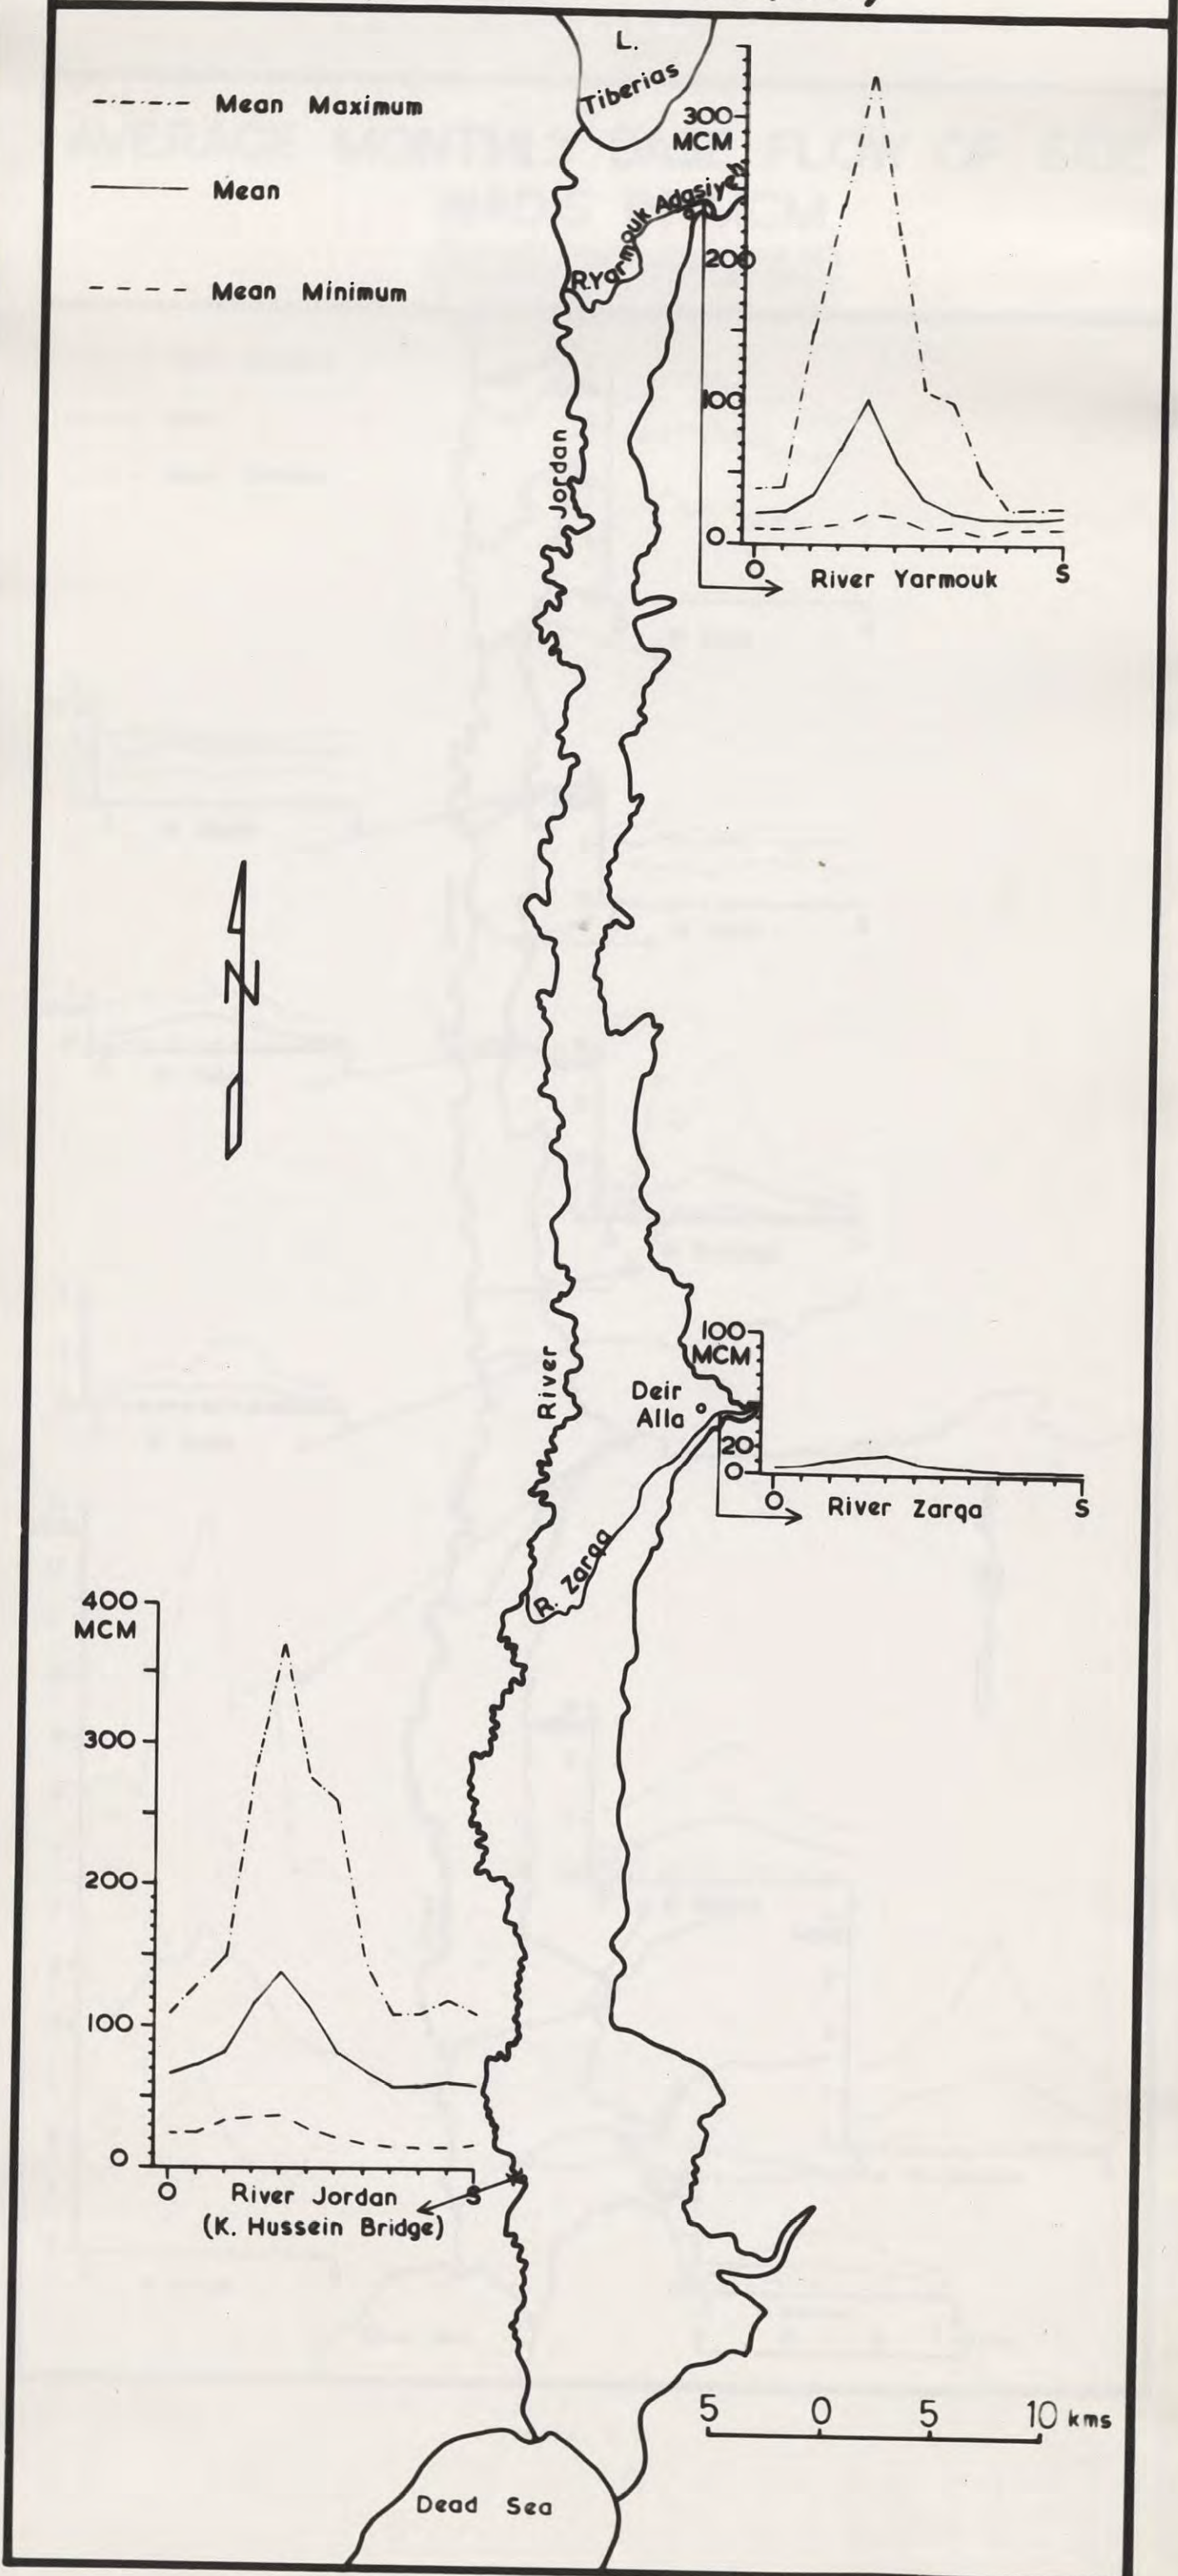 L.
Tiberias
Mean Maximum
Mean
Mean Minimum
300
MCM
200
100
0
O S
River Yarmouk
Adasiyeh
R.Yarmouk
Jordan
N
River
100
MCM
20
0
O S
River Zarqa
Deir
Alla
R. Zarqa
400
MCM
300
200
100
0
O S
River Jordan
(K. Hussein Bridge)
5 0 5 10 kms
Dead Sea